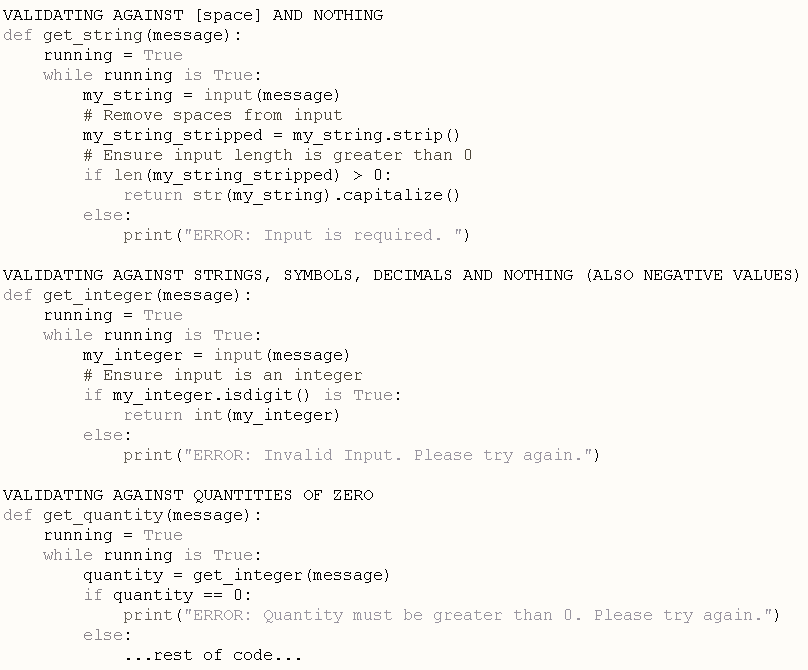 VALIDATING AGAINST [space] AND NOTHING
def get_string(message):
    running = True
    while running is True:
        my_string = input(message)
        # Remove spaces from input
        my_string_stripped = my_string.strip()
        # Ensure input length is greater than 0
        if len(my_string_stripped) > 0:
            return str(my_string).capitalize()
        else:
            print("ERROR: Input is required. ")

VALIDATING AGAINST STRINGS, SYMBOLS, DECIMALS AND NOTHING (ALSO NEGATIVE VALUES)
def get_integer(message):
    running = True
    while running is True:
        my_integer = input(message)
        # Ensure input is an integer
        if my_integer.isdigit() is True:
            return int(my_integer)
        else:
            print("ERROR: Invalid Input. Please try again.")

VALIDATING AGAINST QUANTITIES OF ZERO
def get_quantity(message):
    running = True
    while running is True:
        quantity = get_integer(message)
        if quantity == 0:
            print("ERROR: Quantity must be greater than 0. Please try again.")
        else:
            ...rest of code...